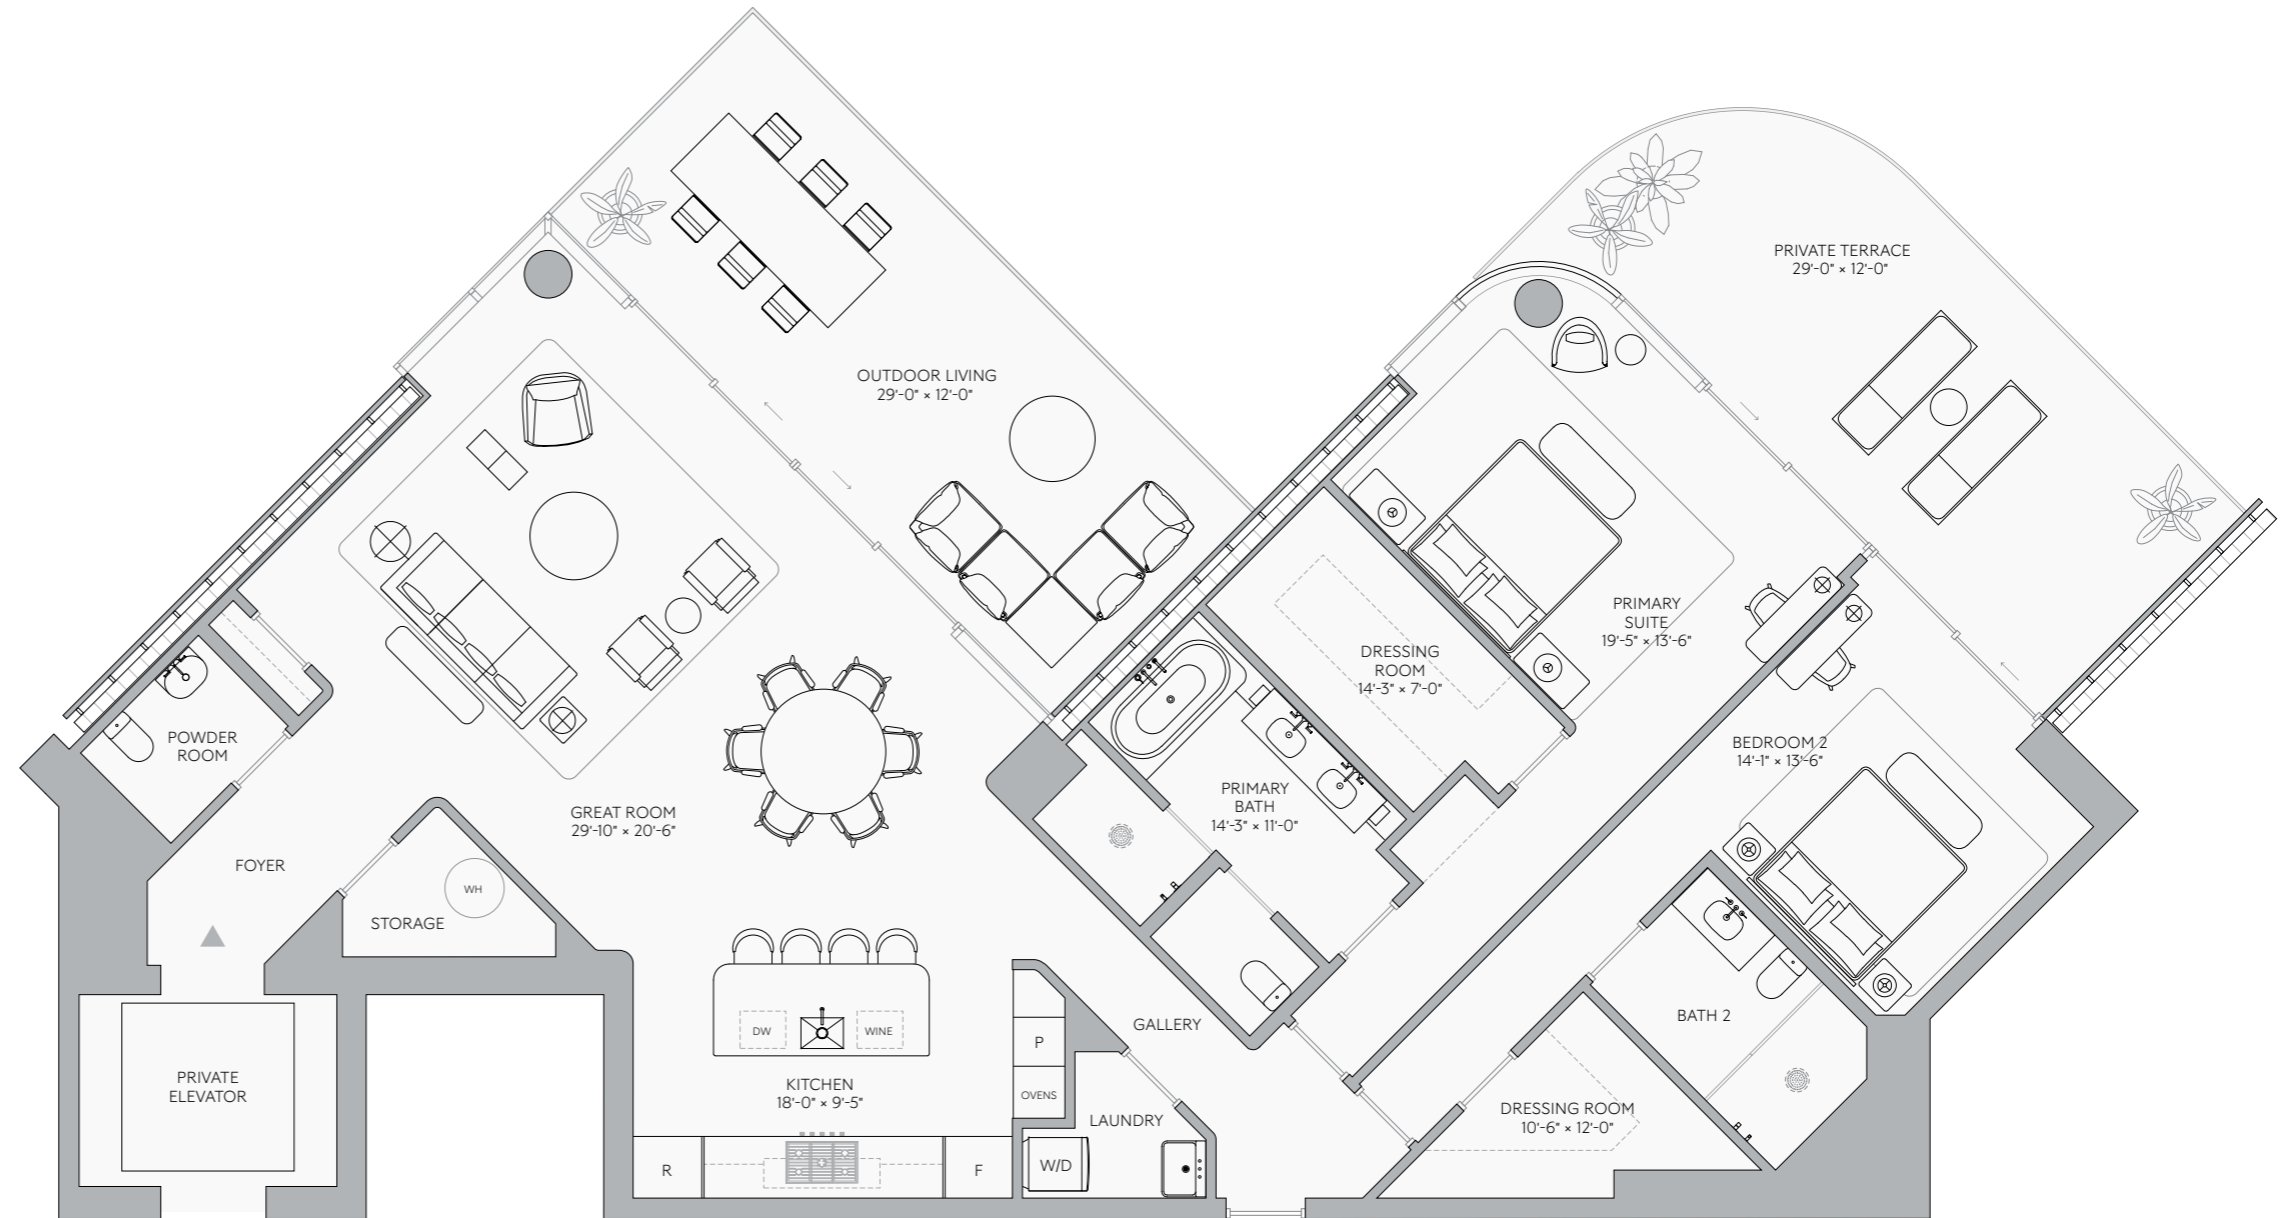 PRIVATE TERRACE
29'-0" × 12'-0"
OUTDOOR LIVING
29'-0" × 12'-0"
PRIMARY
SUITE
19'-5" × 13'-6"
DRESSING
ROOM
14'-3" × 7'-0"
POWDER
ROOM
BEDROOM 2
14'-1" × 13'-6"
PRIMARY
BATH
14'-3" × 11'-0"
GREAT ROOM
29'-10" × 20'-6"
FOYER
WH
STORAGE
GALLERY
BATH 2
DW
WINE
P
PRIVATE
ELEVATOR
KITCHEN
18'-0" × 9'-5"
OVENS
LAUNDRY
DRESSING ROOM
10'-6" × 12'-0"
R
F
W/D